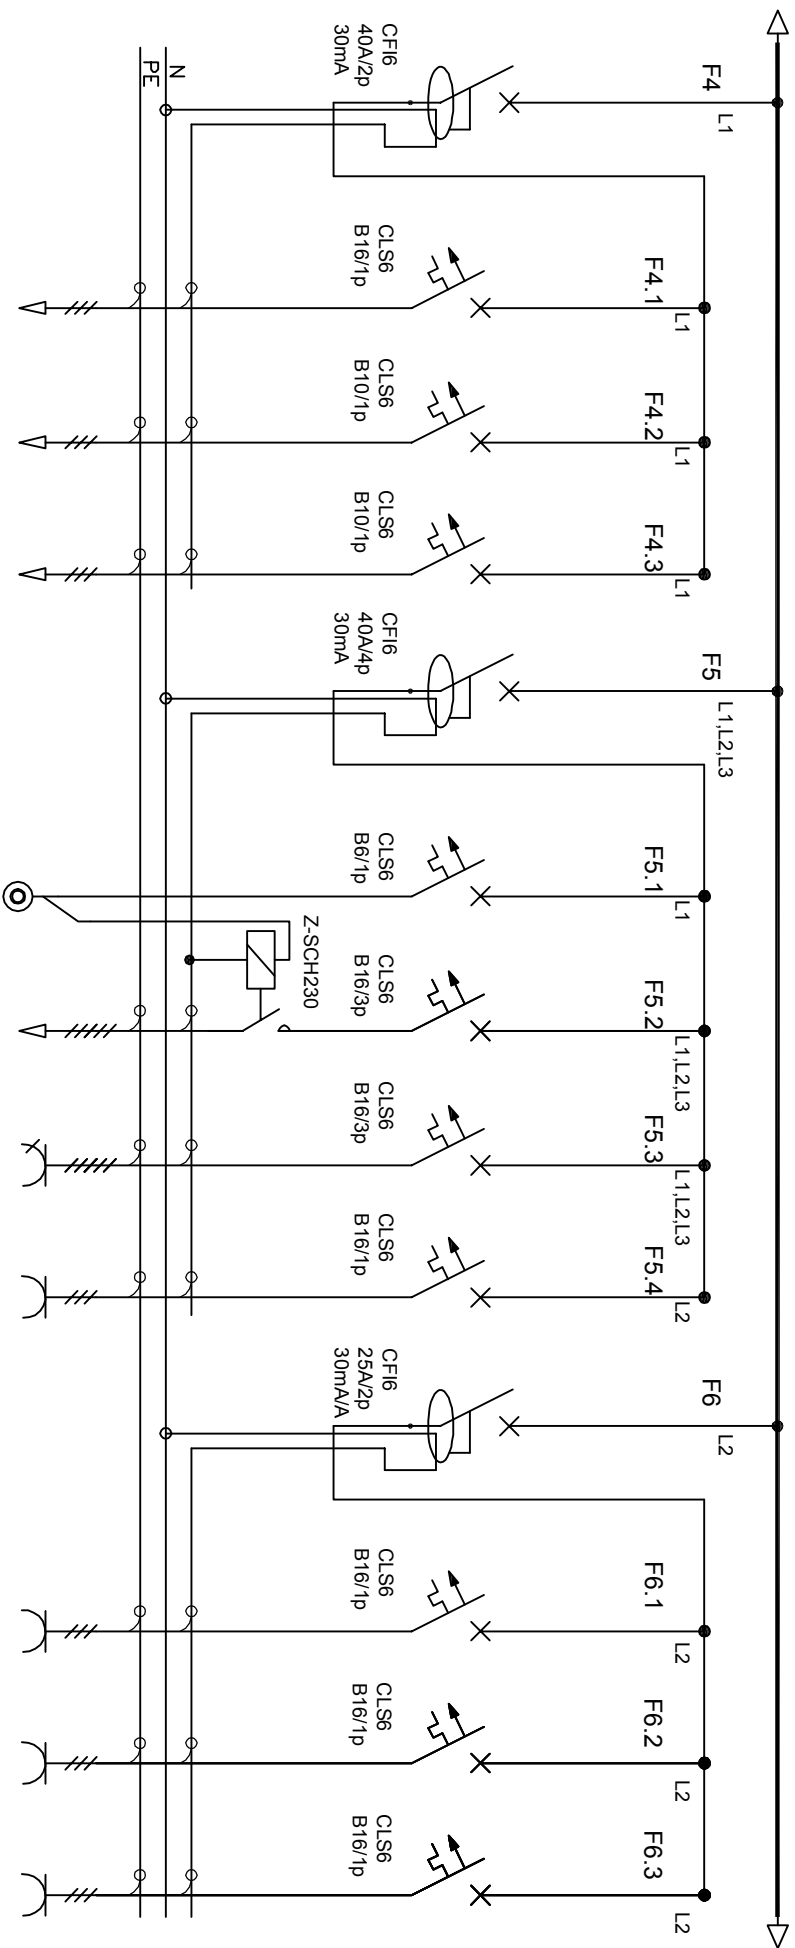 F4
L1
CFI6
40A/2p
30mA
N
PE
F4.1
L1
CLS6
B16/1p
F4.2
L1
CLS6
B10/1p
F4.3
L1
CLS6
B10/1p
F5
L1,L2,L3
CFI6
40A/4p
30mA
F5.1
L1
CLS6
B6/1p
Z-SCH230
F5.2
L1,L2,L3
CLS6
B16/3p
F5.3
L1,L2,L3
CLS6
B16/3p
F5.4
L2
CLS6
B16/1p
F6
L2
CFI6
25A/2p
30mA/A
F6.1
L2
CLS6
B16/1p
F6.2
L2
CLS6
B16/1p
F6.3
L2
CLS6
B16/1p